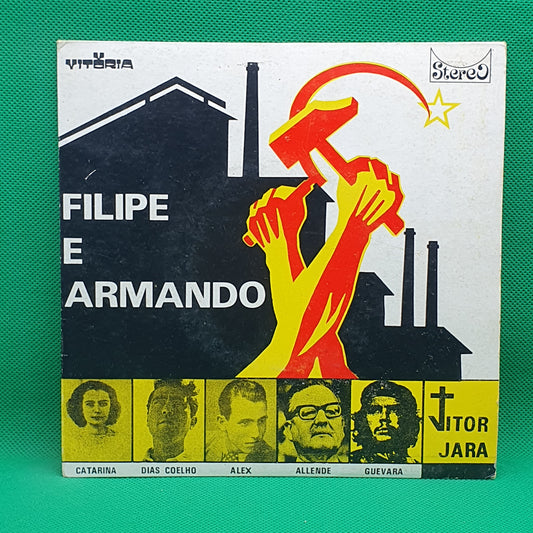 VITÓRIA
Stereo
FILIPE
E
ARMANDO
VITOR
JARA
CATARINA DIAS COELHO ALEX ALLENDE GUEVARA